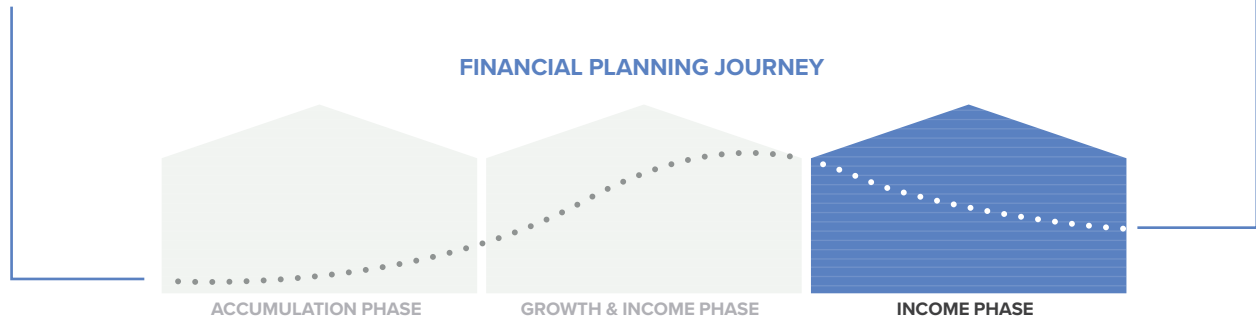 FINANCIAL PLANNING JOURNEY
ACCUMULATION PHASE
GROWTH & INCOME PHASE
INCOME PHASE